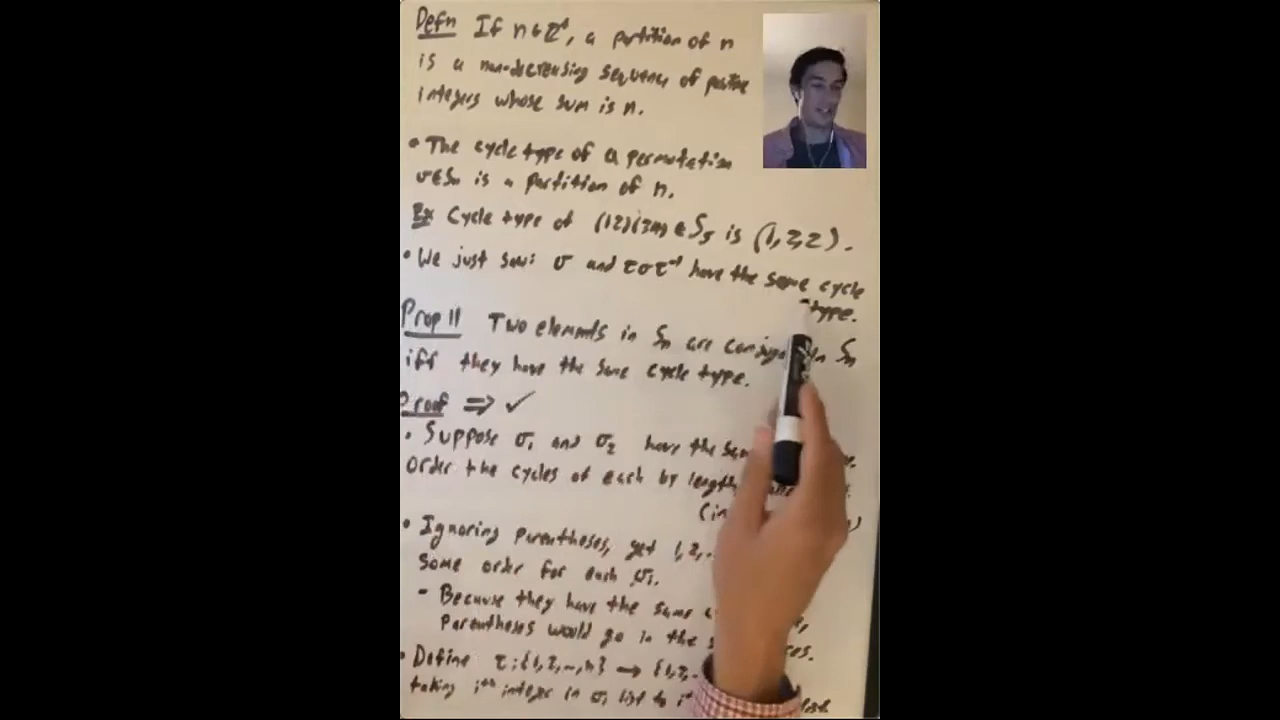 Defn If n∈ℤ⁺, a partition of n
is a nondecreasing sequence of positive
integers whose sum is n.
• The cycle type of a permutation
σ∈Sₙ is a partition of n.
Ex Cycle type of (12)(34)∈S₅ is (1,2,2).
• We just saw: σ and τστ⁻¹ have the same cycle
type.
Prop 11 Two elements in Sₙ are in Sₙ
iff they have the same cycle type.
Proof ⇒ ✓
• Suppose σ₁ and σ₂ have the
Order the cycles of each by length,
(in
• Ignoring parentheses, get 1,2,
some order for each σᵢ.
- Because they have the same
parentheses would go in the
• Define τ:{1,2,...,n} → {1,2,
taking iᵗʰ integer in σ₁ list to iᵗʰ list